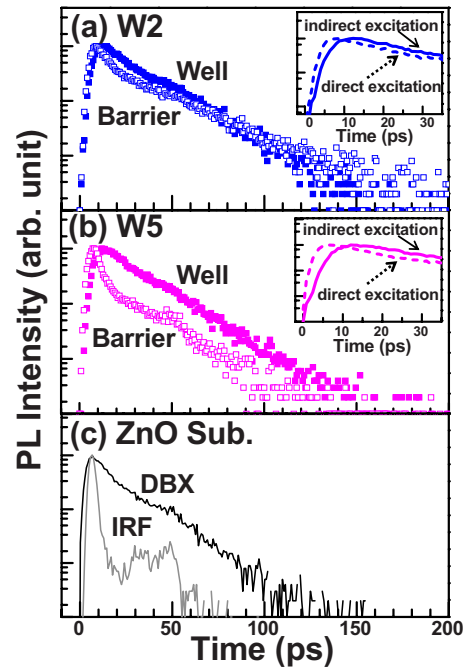 (a) W2
Well
Barrier
indirect excitation
direct excitation
0 10 20 30
Time (ps)
(b) W5
Well
Barrier
indirect excitation
direct excitation
0 10 20 30
Time (ps)
(c) ZnO Sub.
DBX
IRF
PL Intensity (arb. unit)
0 50 100 150 200
Time (ps)